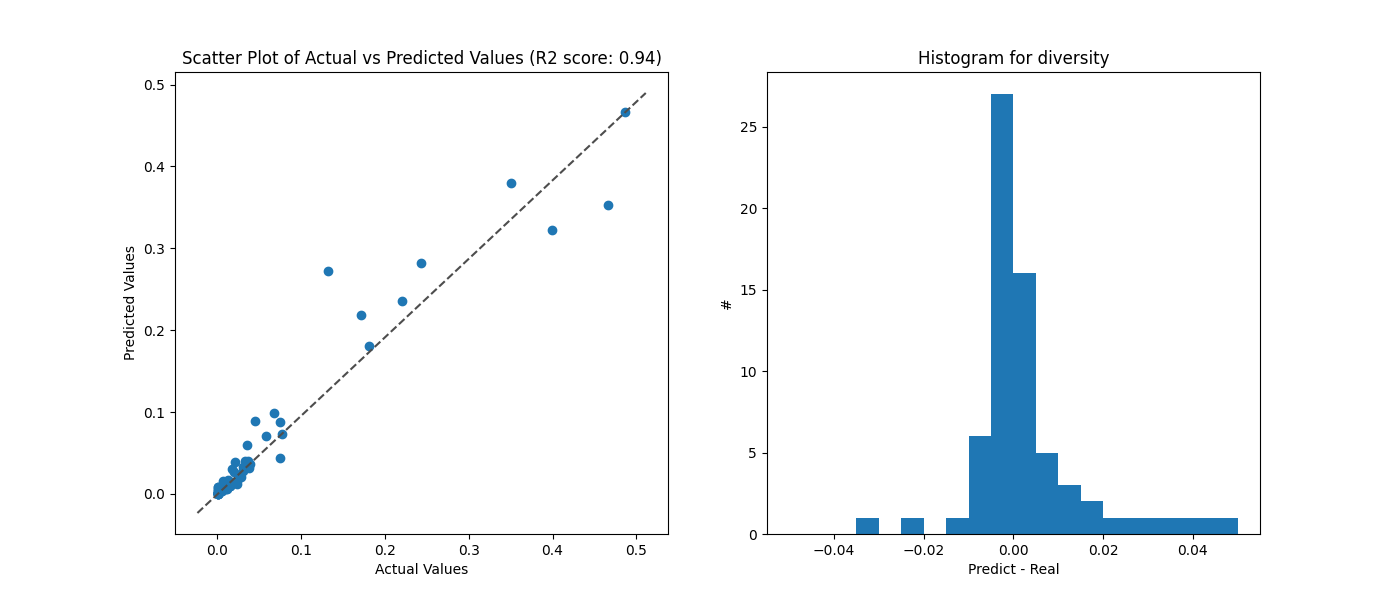 Scatter Plot of Actual vs Predicted Values (R2 score: 0.94)
0.5
0.4
0.3
0.2
0.1
0.0
Predicted Values
0.0 0.1 0.2 0.3 0.4 0.5
Actual Values
Histogram for diversity
25
20
15
10
5
0
#
−0.04 −0.02 0.00 0.02 0.04
Predict - Real